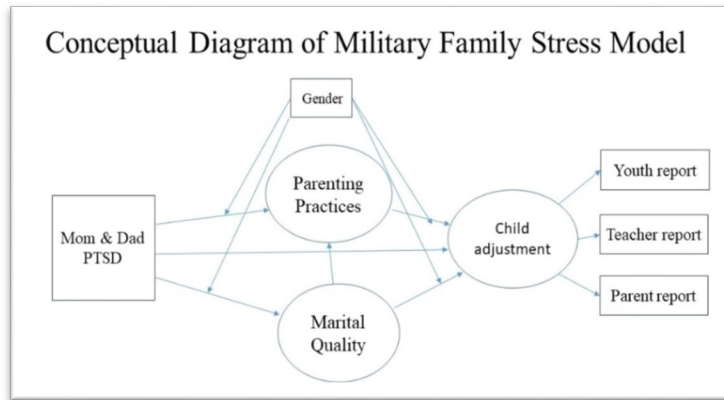 Conceptual Diagram of Military Family Stress Model
Gender
Parenting
Practices
Mom & Dad
PTSD
Marital
Quality
Child
adjustment
Youth report
Teacher report
Parent report